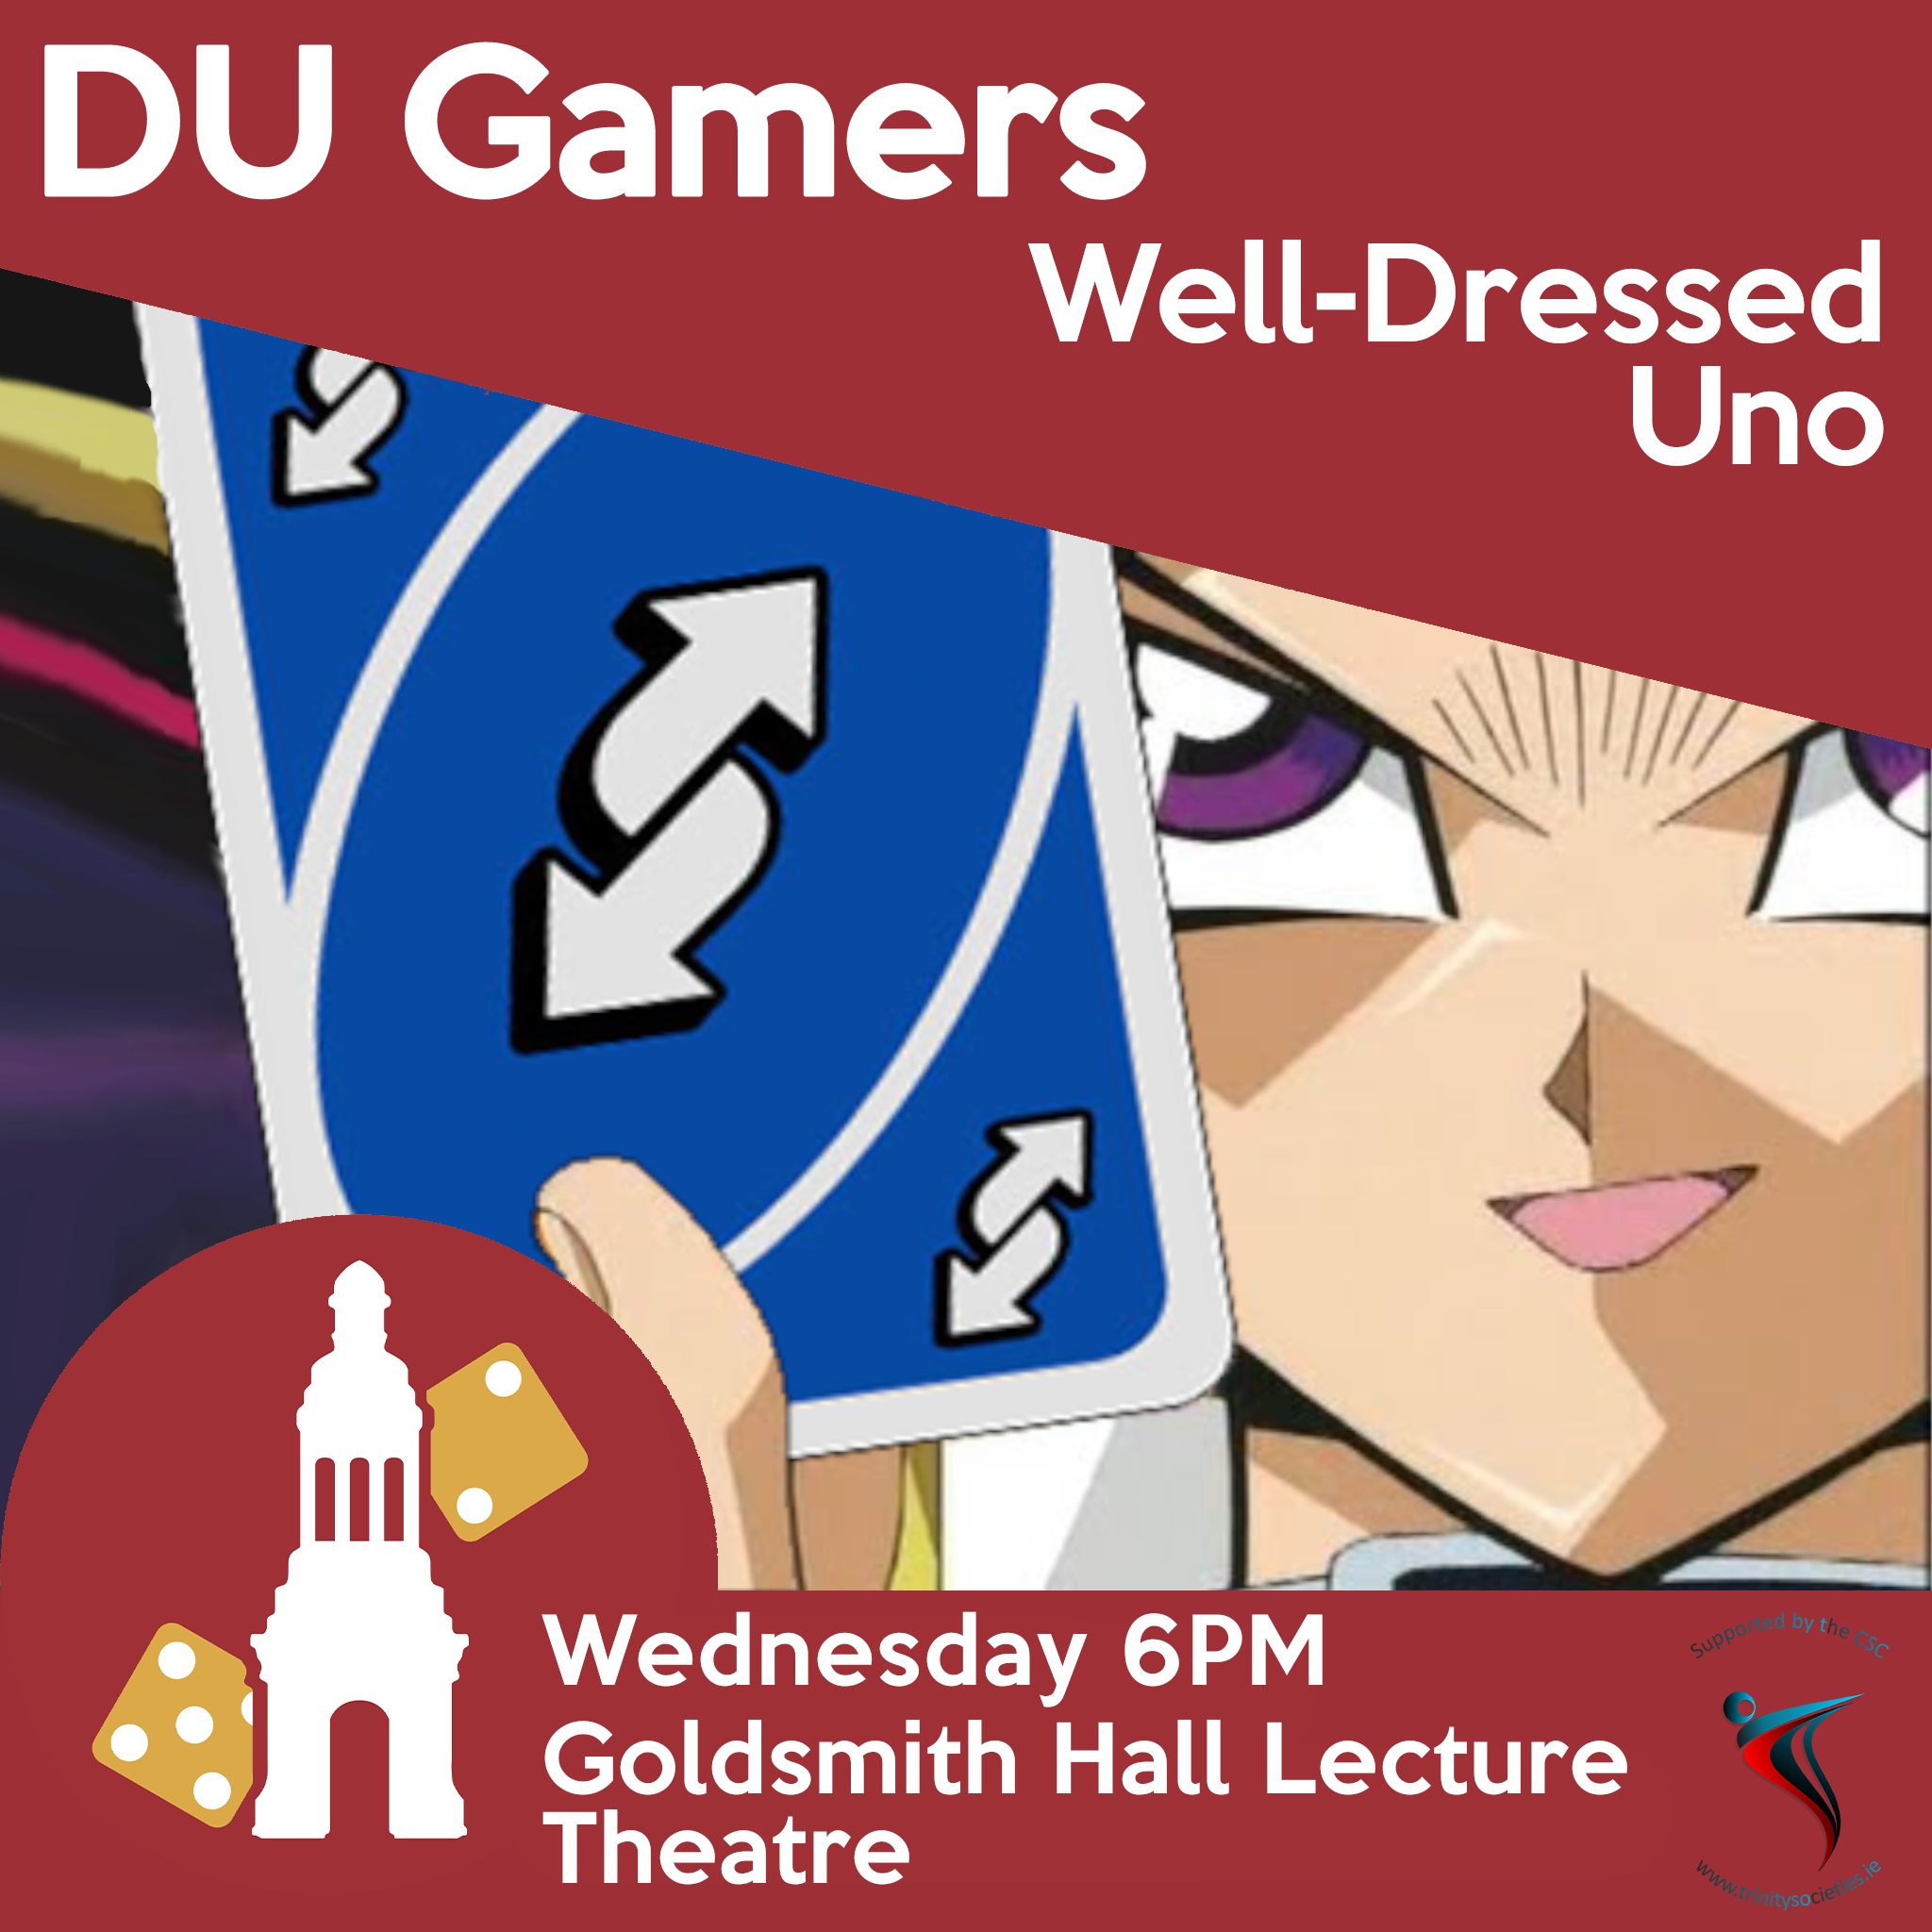 DU Gamers
Well-Dressed
Uno
Wednesday 6PM
Goldsmith Hall Lecture
Theatre
Supported by the CSC
www.trinitysocieties.ie